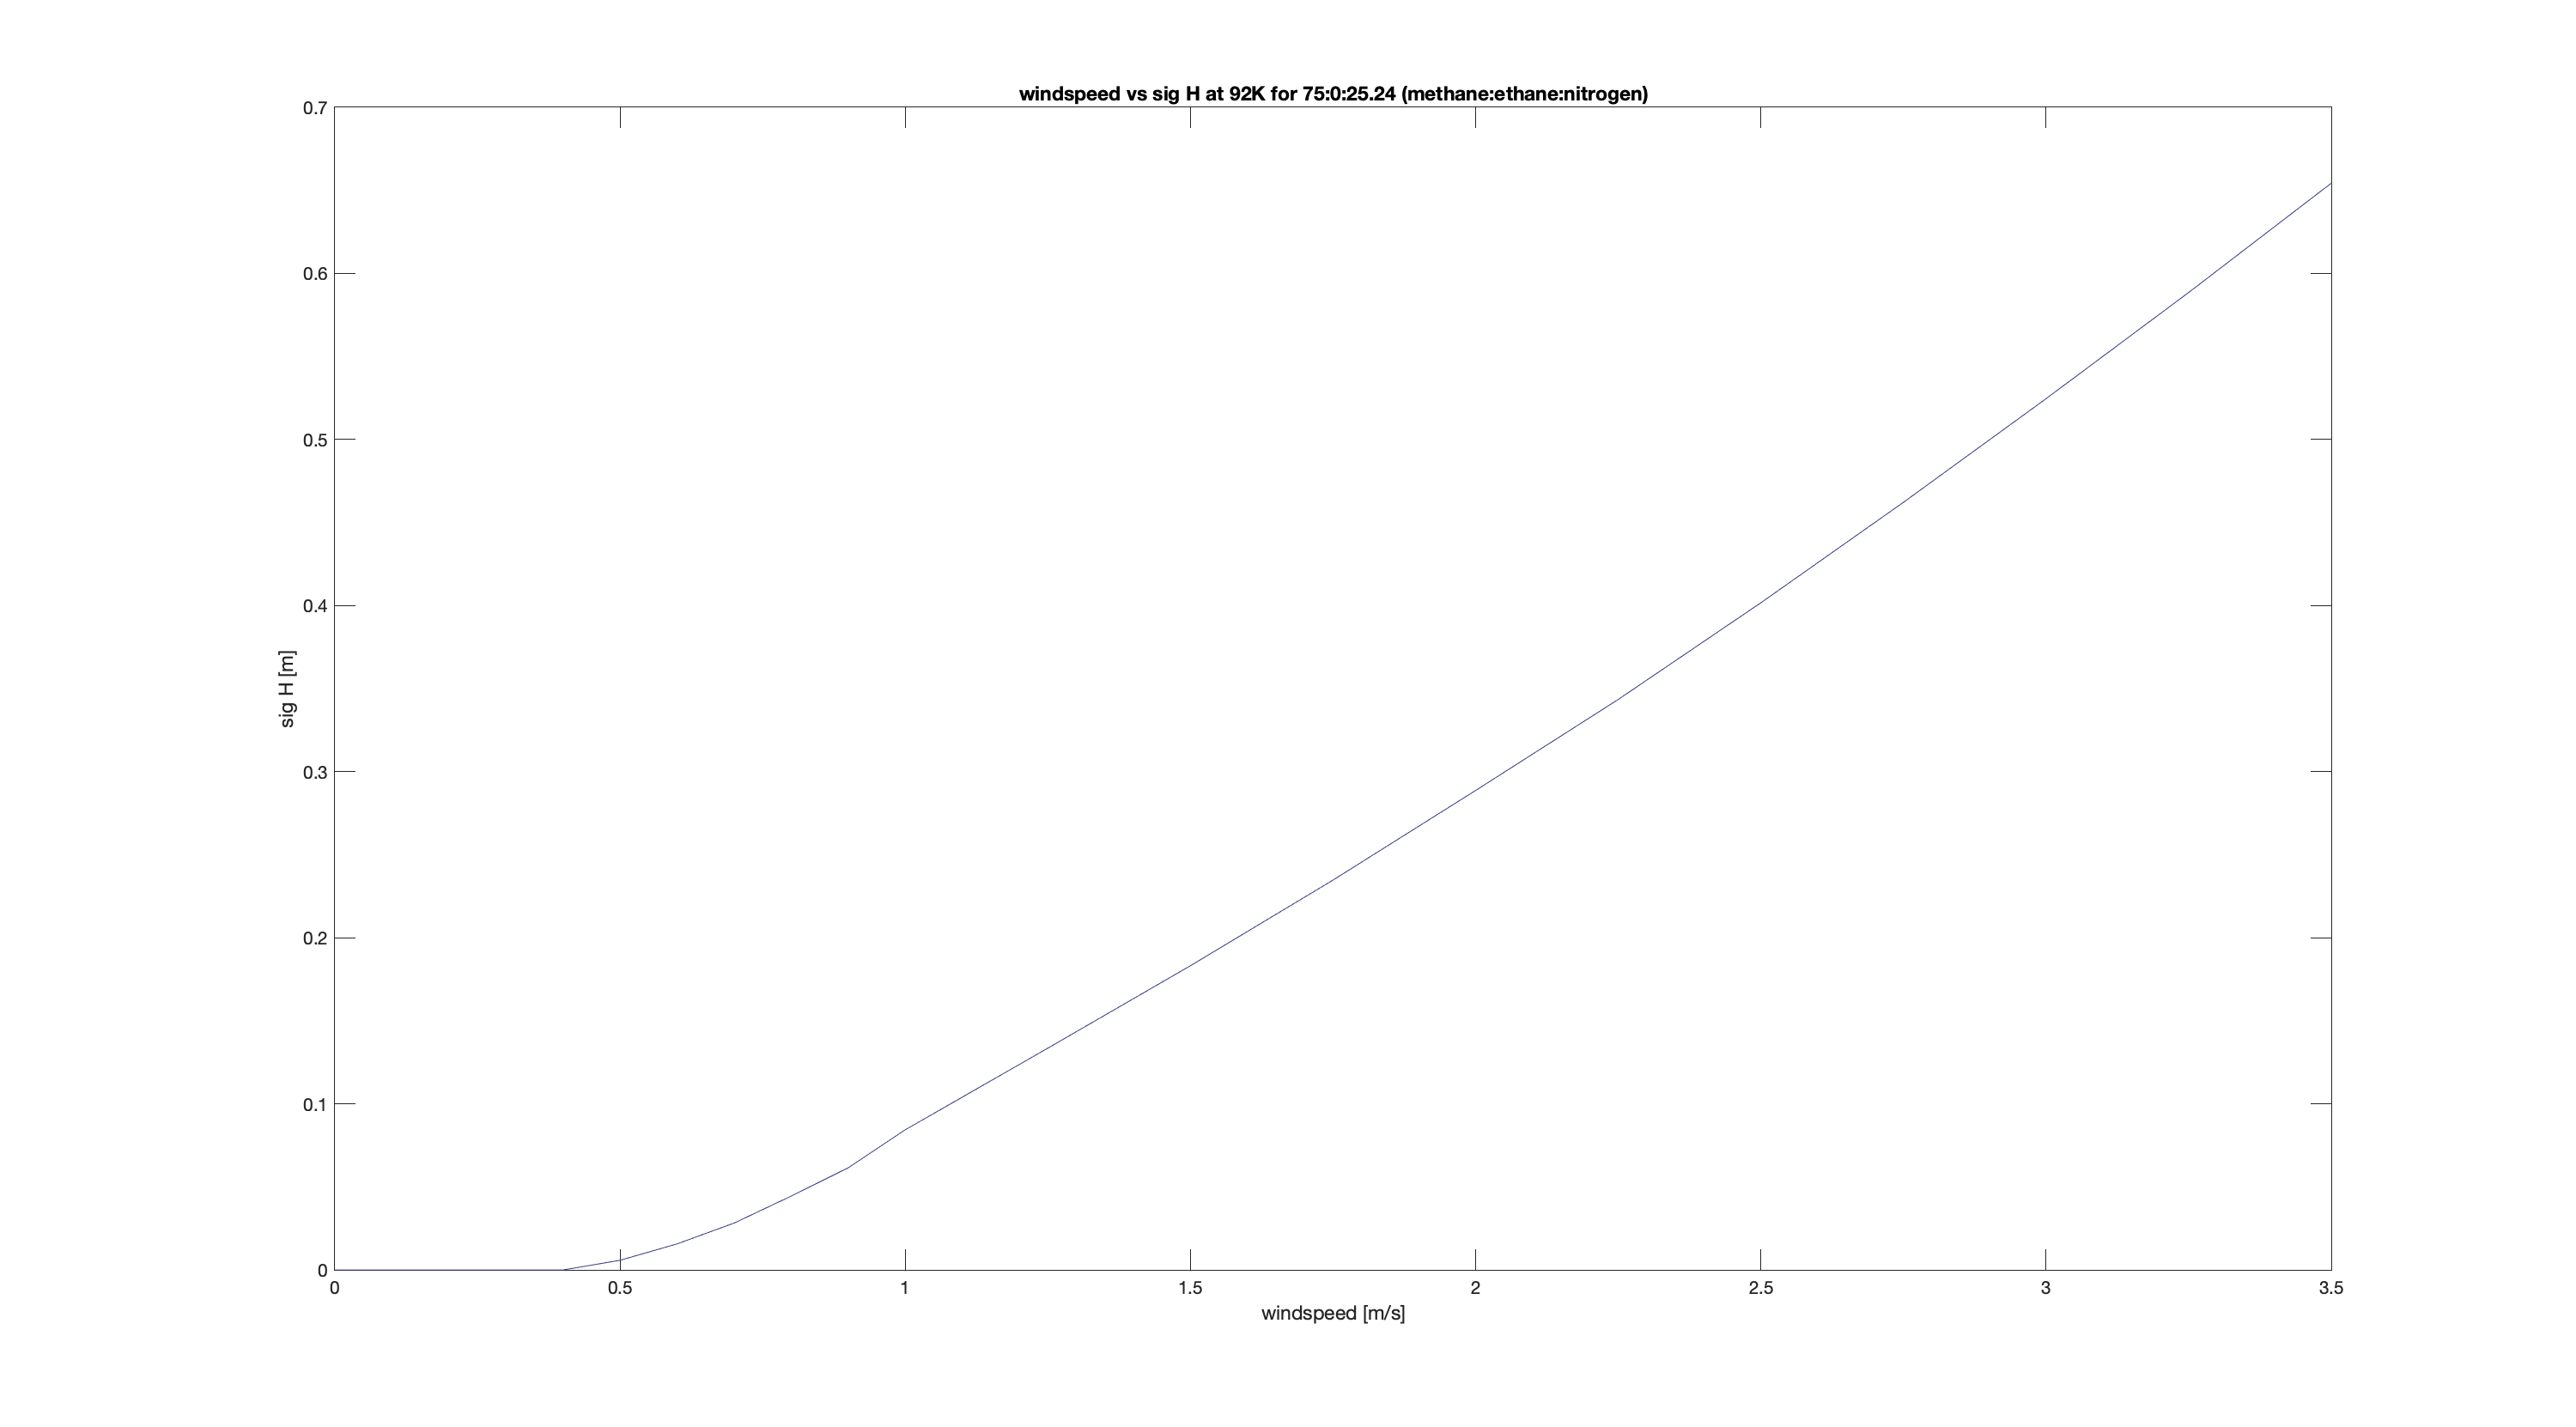 windspeed vs sig H at 92K for 75:0:25.24 (methane:ethane:nitrogen)
0.7
0.6
0.5
0.4
0.3
0.2
0.1
0
sig H [m]
0 0.5 1 1.5 2 2.5 3 3.5
windspeed [m/s]